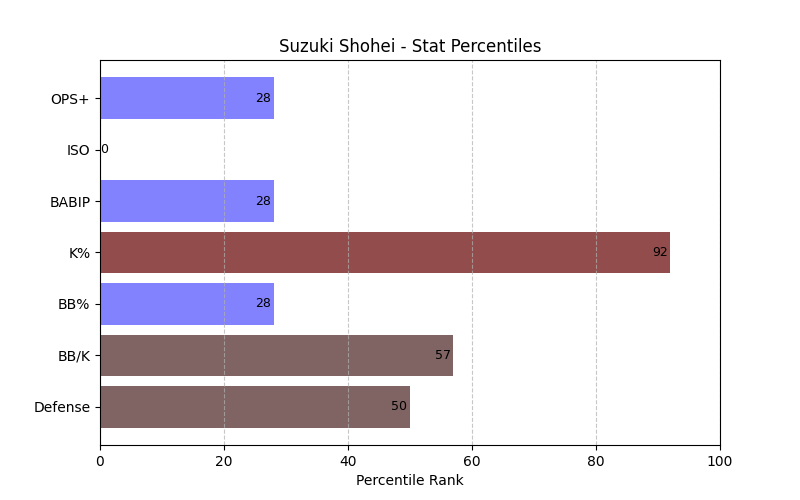 Suzuki Shohei - Stat Percentiles
OPS+ 28
ISO 0
BABIP 28
K% 92
BB% 28
BB/K 57
Defense 50
0 20 40 60 80 100
Percentile Rank